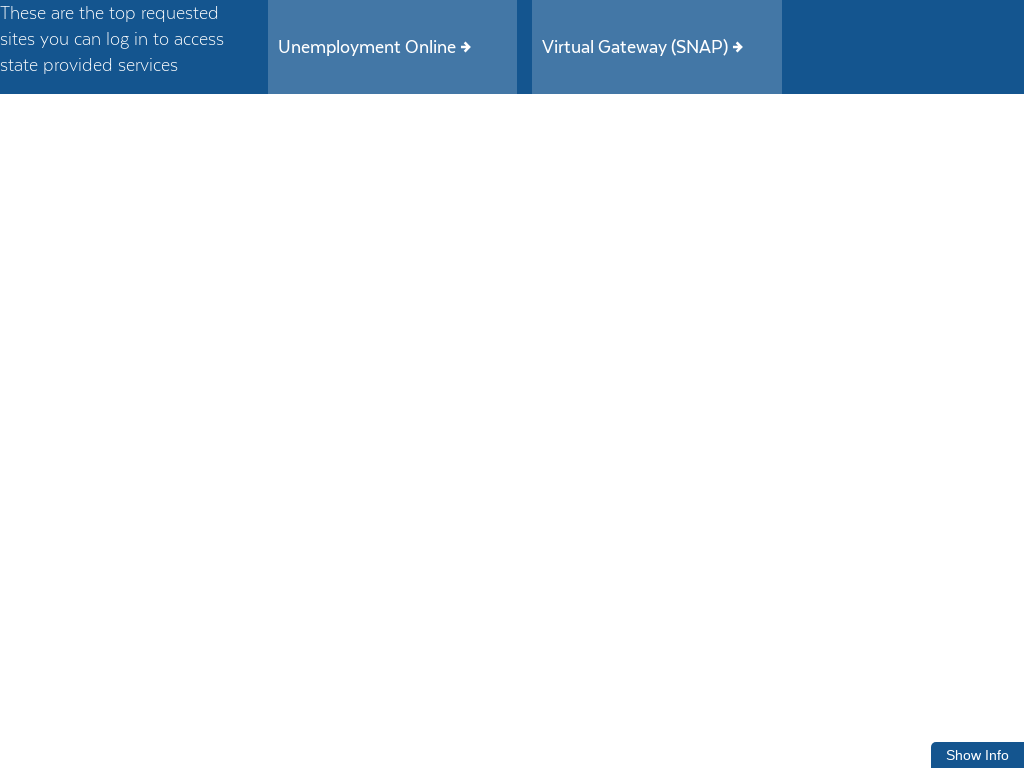 These are the top requested
sites you can log in to access
state provided services
Unemployment Online
Virtual Gateway (SNAP)
Show Info